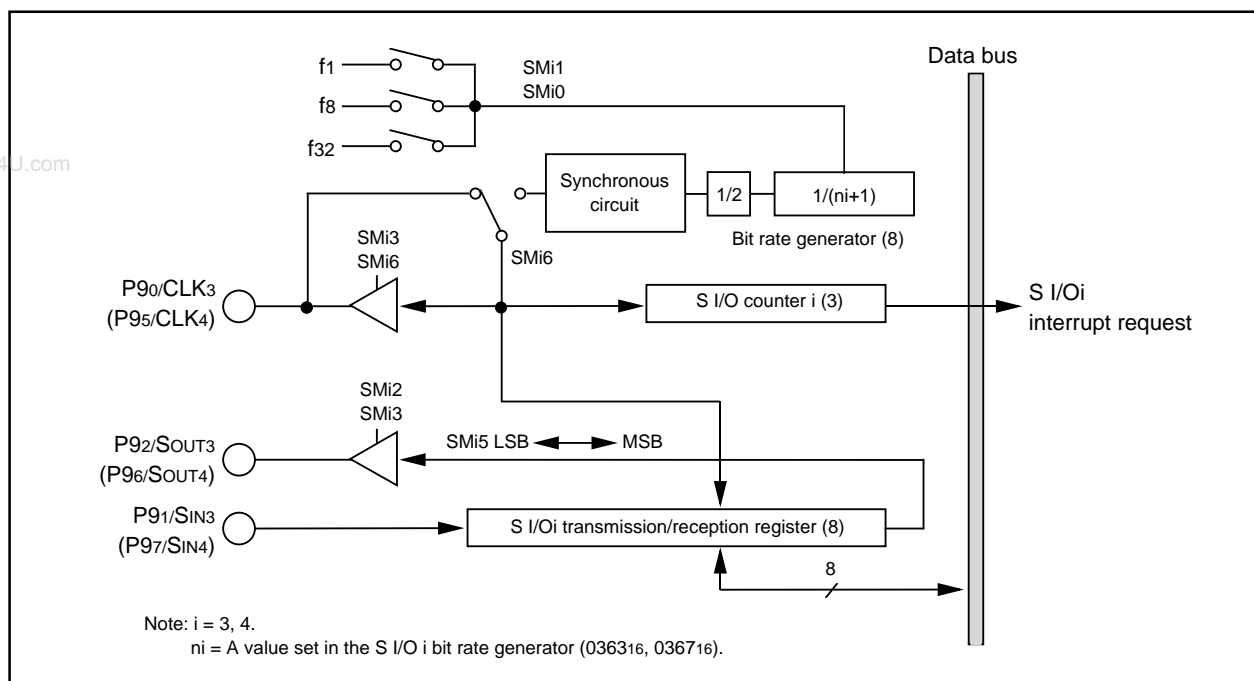 Data bus
f1
SMi1
SMi0
f8
f32
4U.com
Synchronous
circuit
1/2
1/(ni+1)
Bit rate generator (8)
SMi6
SMi3
SMi6
P90/CLK3
(P95/CLK4)
S I/O counter i (3)
S I/Oi
interrupt request
SMi2
SMi3
P92/SOUT3
(P96/SOUT4)
SMi5 LSB
MSB
P91/SIN3
(P97/SIN4)
S I/Oi transmission/reception register (8)
8
Note: i = 3, 4.
ni = A value set in the S I/O i bit rate generator (036316, 036716).